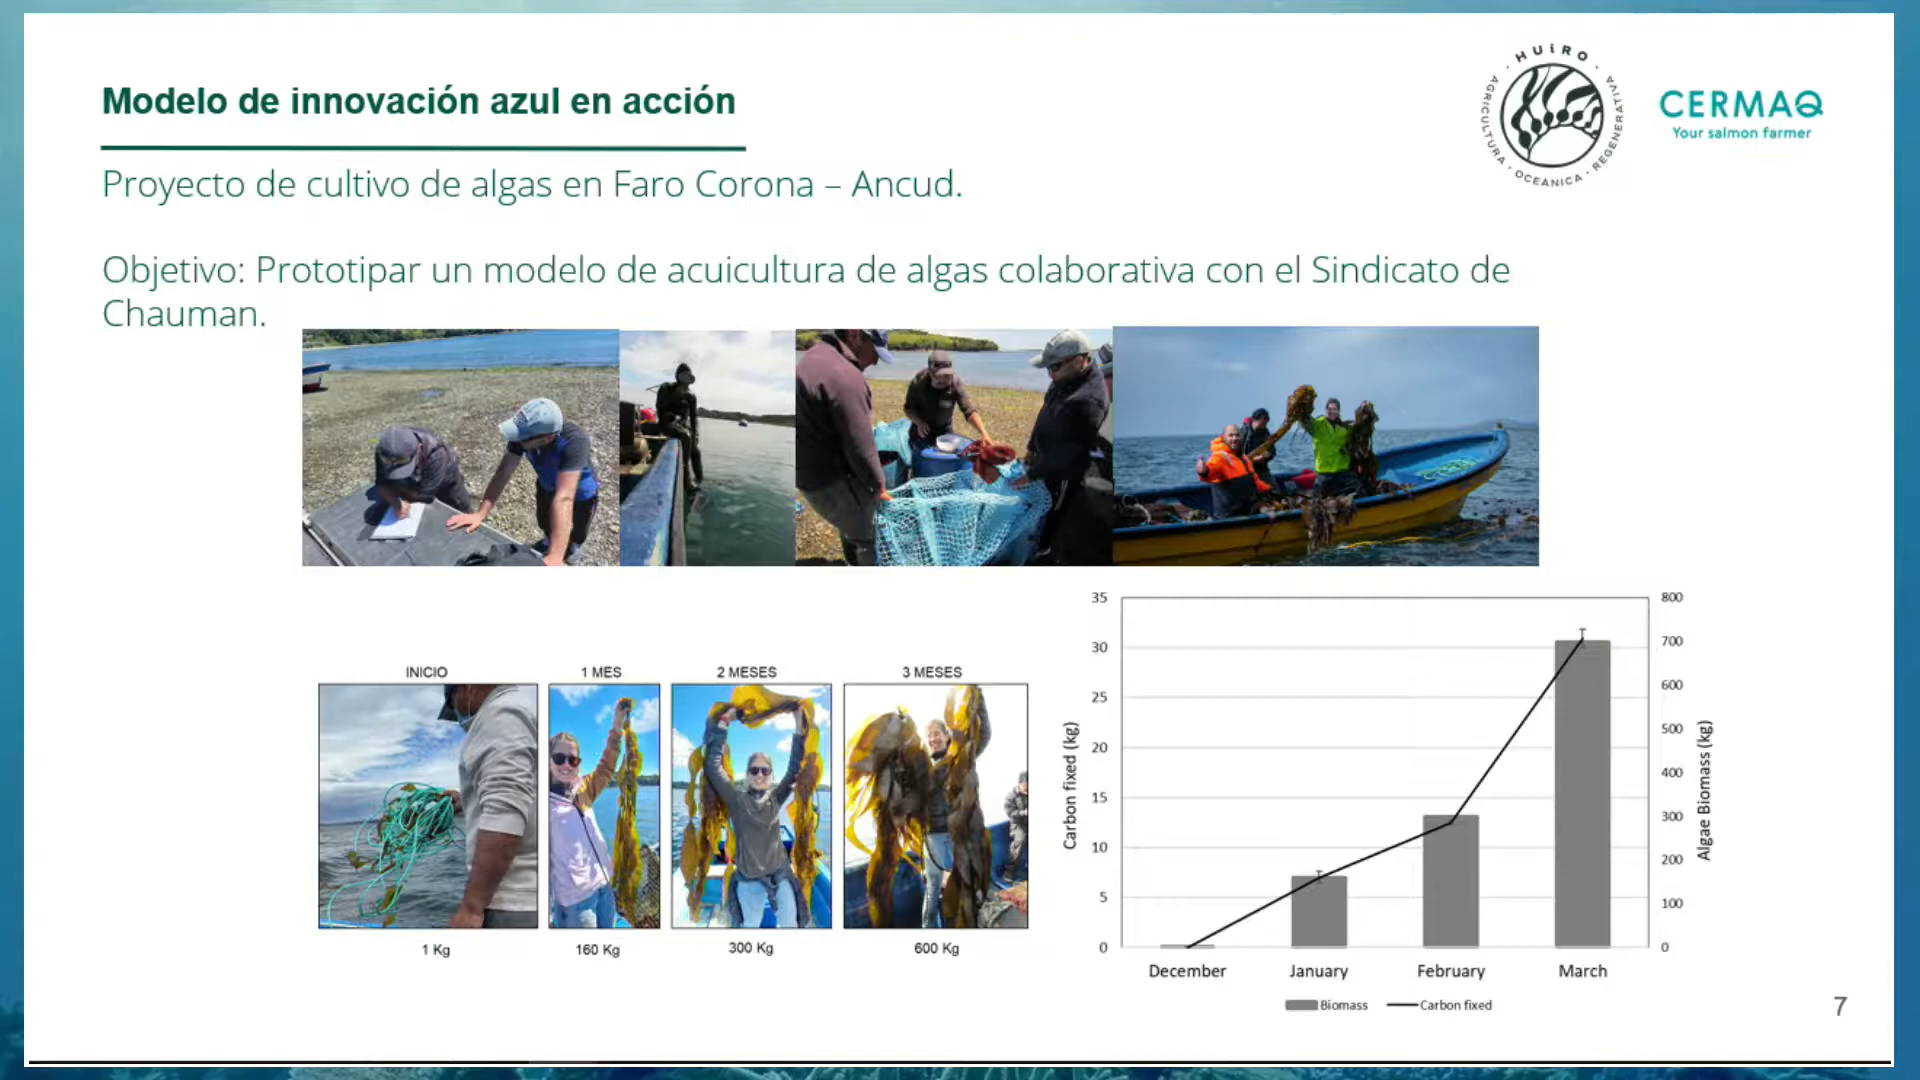 HUIRO
AGRICULTURA · OCEÁNICA · REGENERATIVA
CERMAQ
Your salmon farmer
Modelo de innovación azul en acción
Proyecto de cultivo de algas en Faro Corona – Ancud.
Objetivo: Prototipar un modelo de acuicultura de algas colaborativa con el Sindicato de
Chauman.
INICIO
1 MES
2 MESES
3 MESES
1 Kg
160 Kg
300 Kg
600 Kg
Carbon fixed (kg)
35
30
25
20
15
10
5
0
800
700
600
500
400
300
200
100
0
Algae Biomass (kg)
December
January
February
March
Biomass
Carbon fixed
7